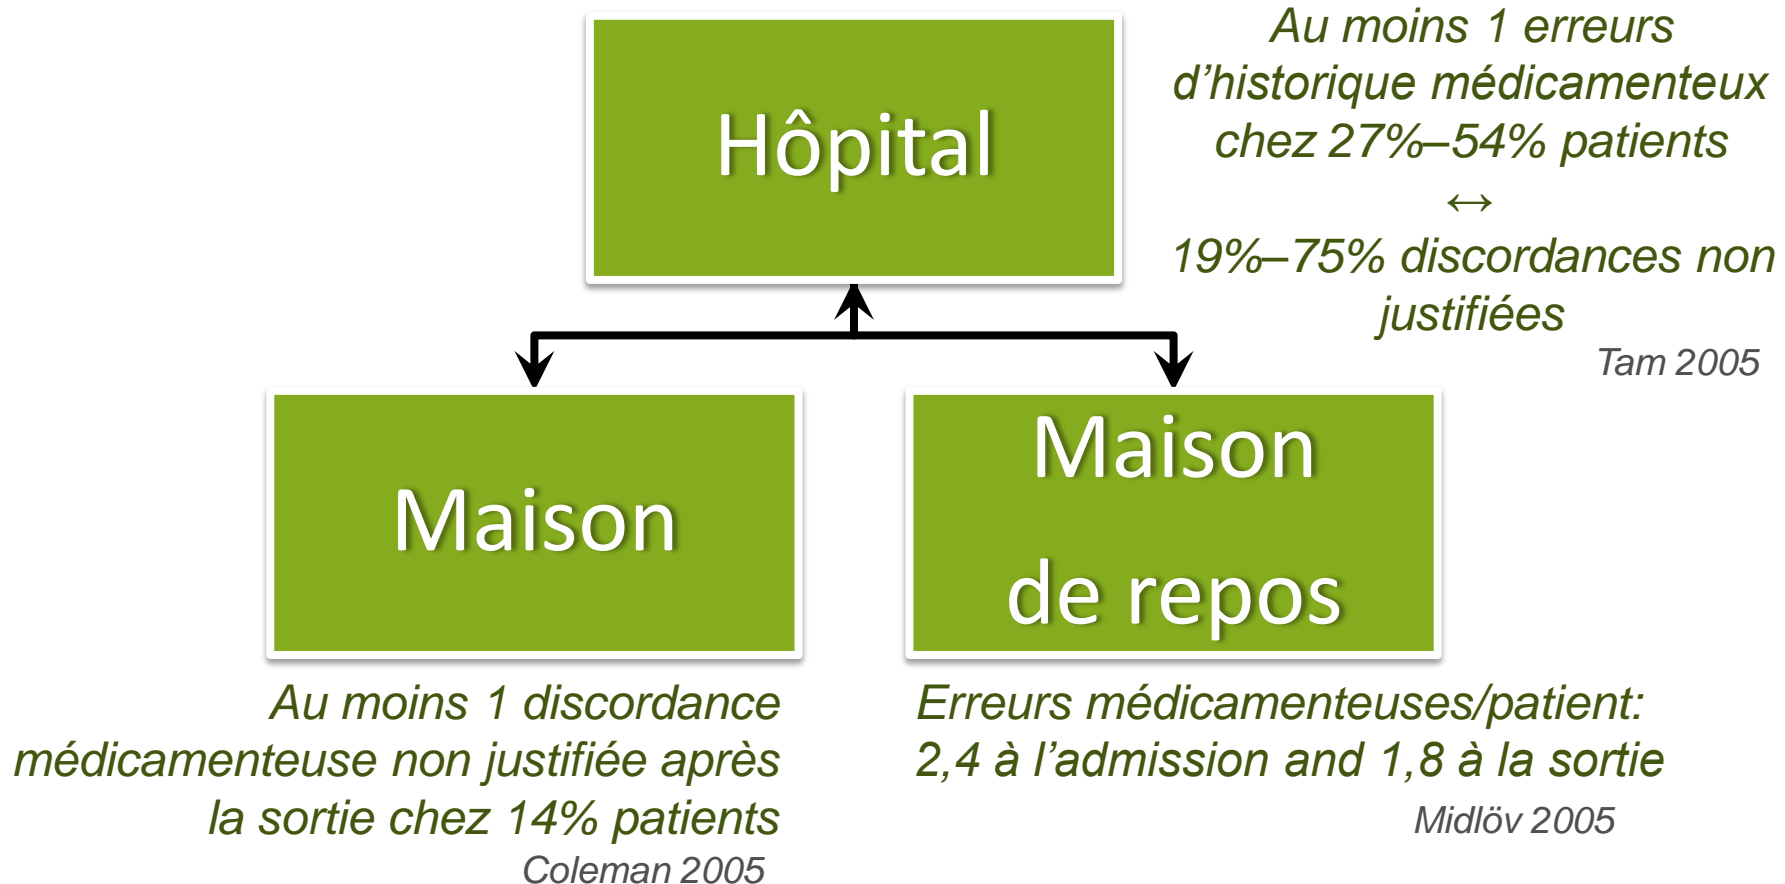 Hôpital
Au moins 1 erreurs
d’historique médicamenteux
chez 27%–54% patients
↔
19%–75% discordances non
justifiées
Tam 2005
Maison
Maison
de repos
Au moins 1 discordance
médicamenteuse non justifiée après
la sortie chez 14% patients
Coleman 2005
Erreurs médicamenteuses/patient:
2,4 à l’admission and 1,8 à la sortie
Midlöv 2005